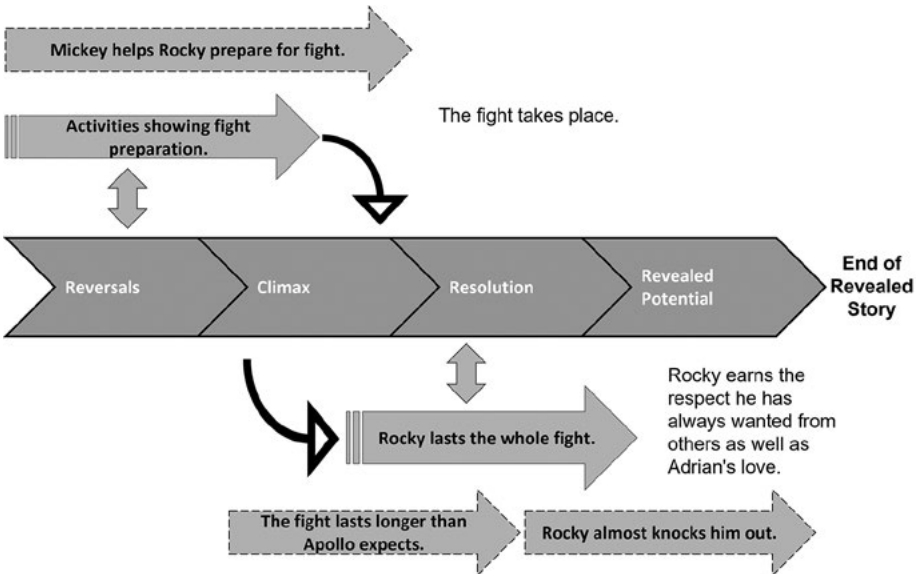 Mickey helps Rocky prepare for fight.
Activities showing fight
preparation.
The fight takes place.
Reversals
Climax
Resolution
Revealed
Potential
End of
Revealed
Story
Rocky lasts the whole fight.
Rocky earns the
respect he has
always wanted from
others as well as
Adrian's love.
The fight lasts longer than
Apollo expects.
Rocky almost knocks him out.